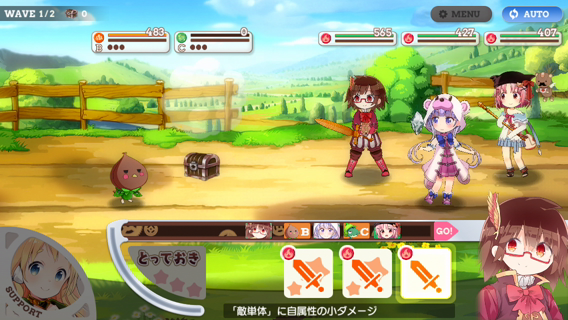 WAVE 1/2 0
MENU
AUTO
483
B
0
C
565
427
407
B
C
GO!
とっておき
SUPPORT
「敵単体」に自属性の小ダメージ